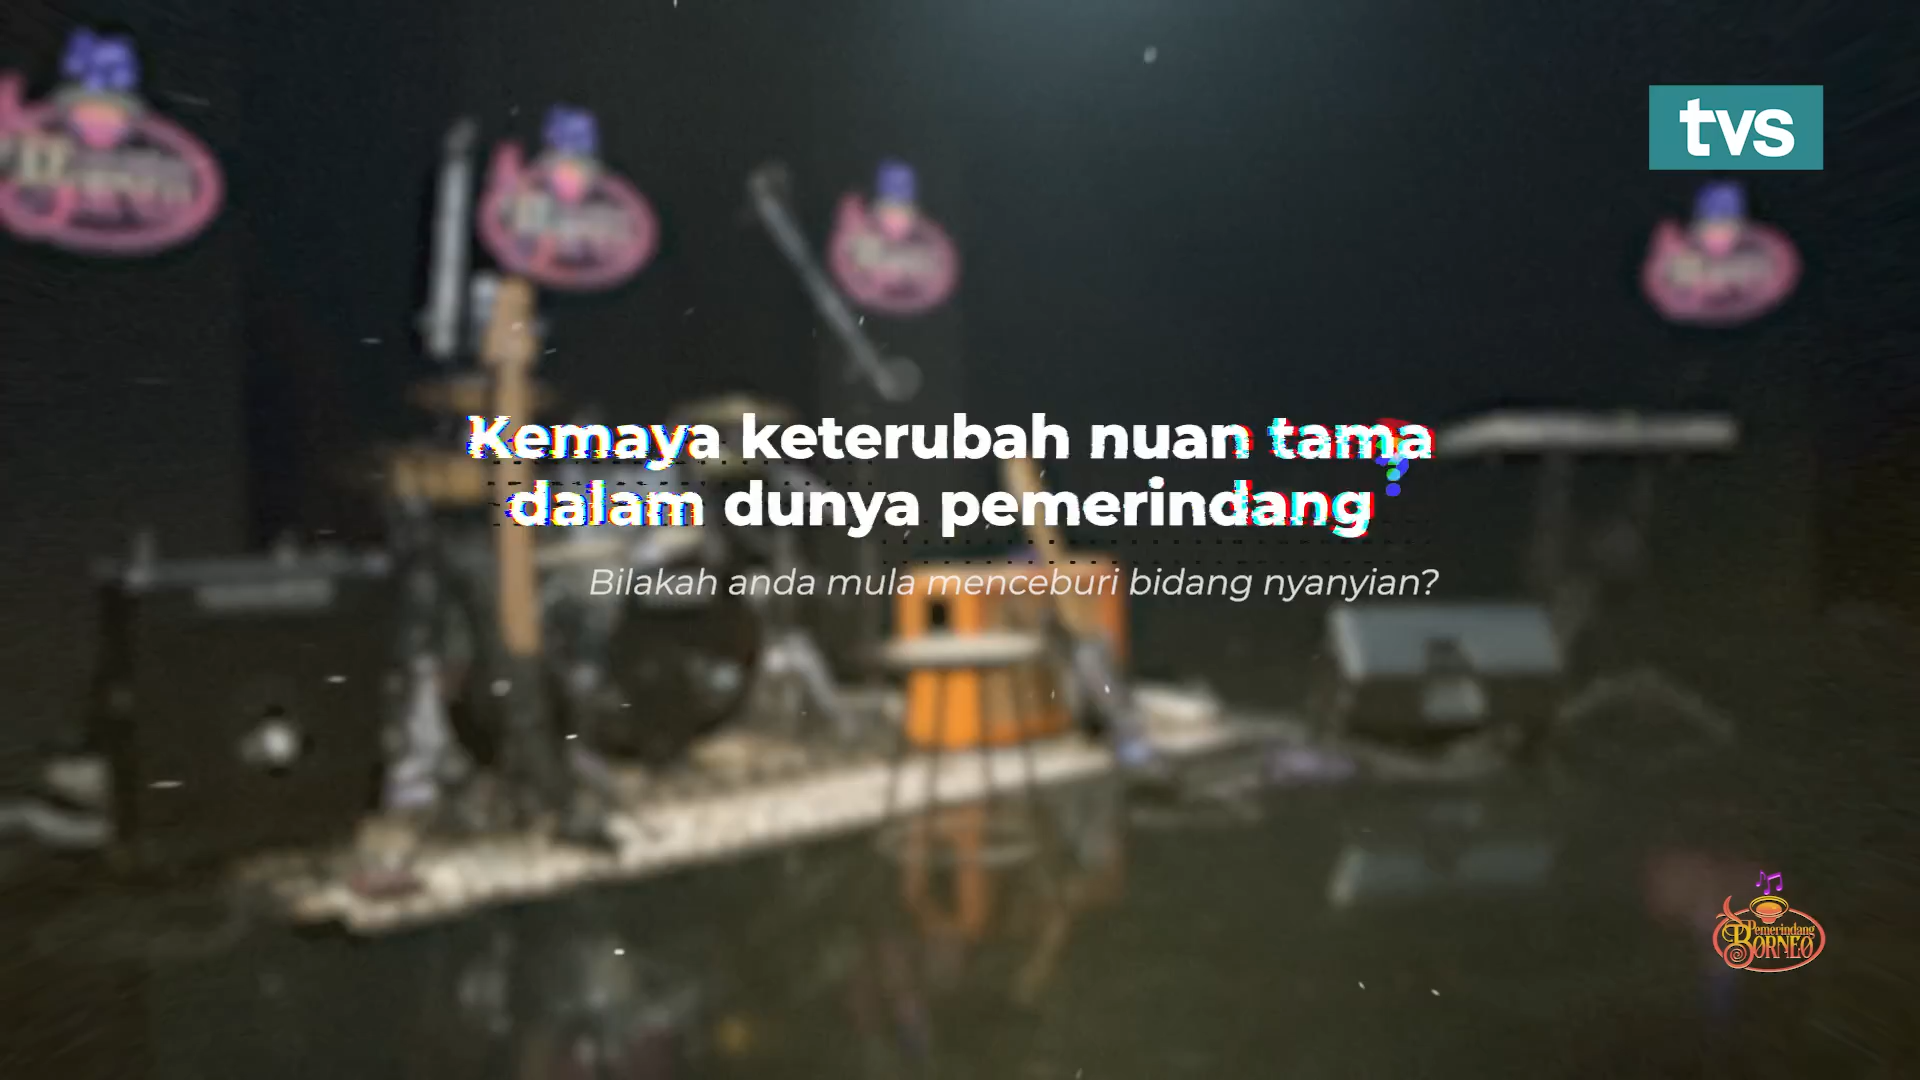 tvs
Kemaya keterubah nuan tama
dalam dunya pemerindang?
Bilakah anda mula menceburi bidang nyanyian?
Pemerindang
BORNEO